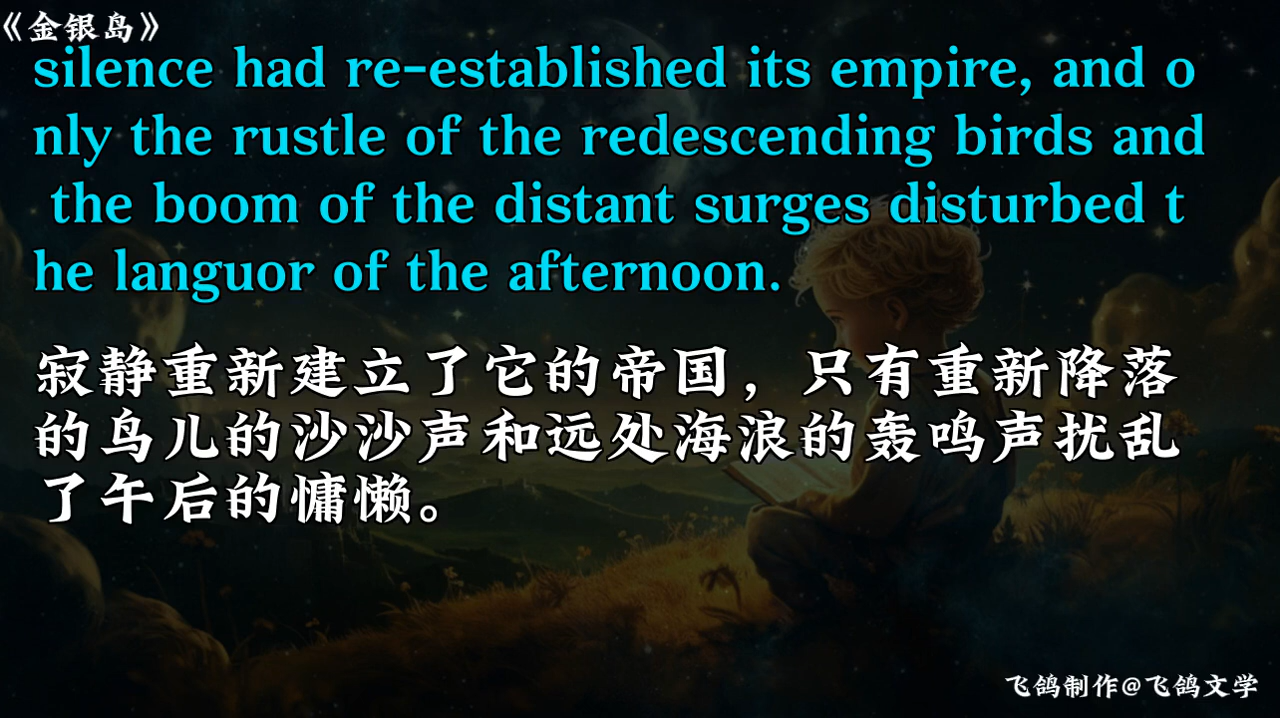 《金银岛》
silence had re-established its empire, and o
nly the rustle of the redescending birds and
the boom of the distant surges disturbed t
he languor of the afternoon.
寂静重新建立了它的帝国，只有重新降落
的鸟儿的沙沙声和远处海浪的轰鸣声扰乱
了午后的慵懒。
飞鸽制作@飞鸽文学